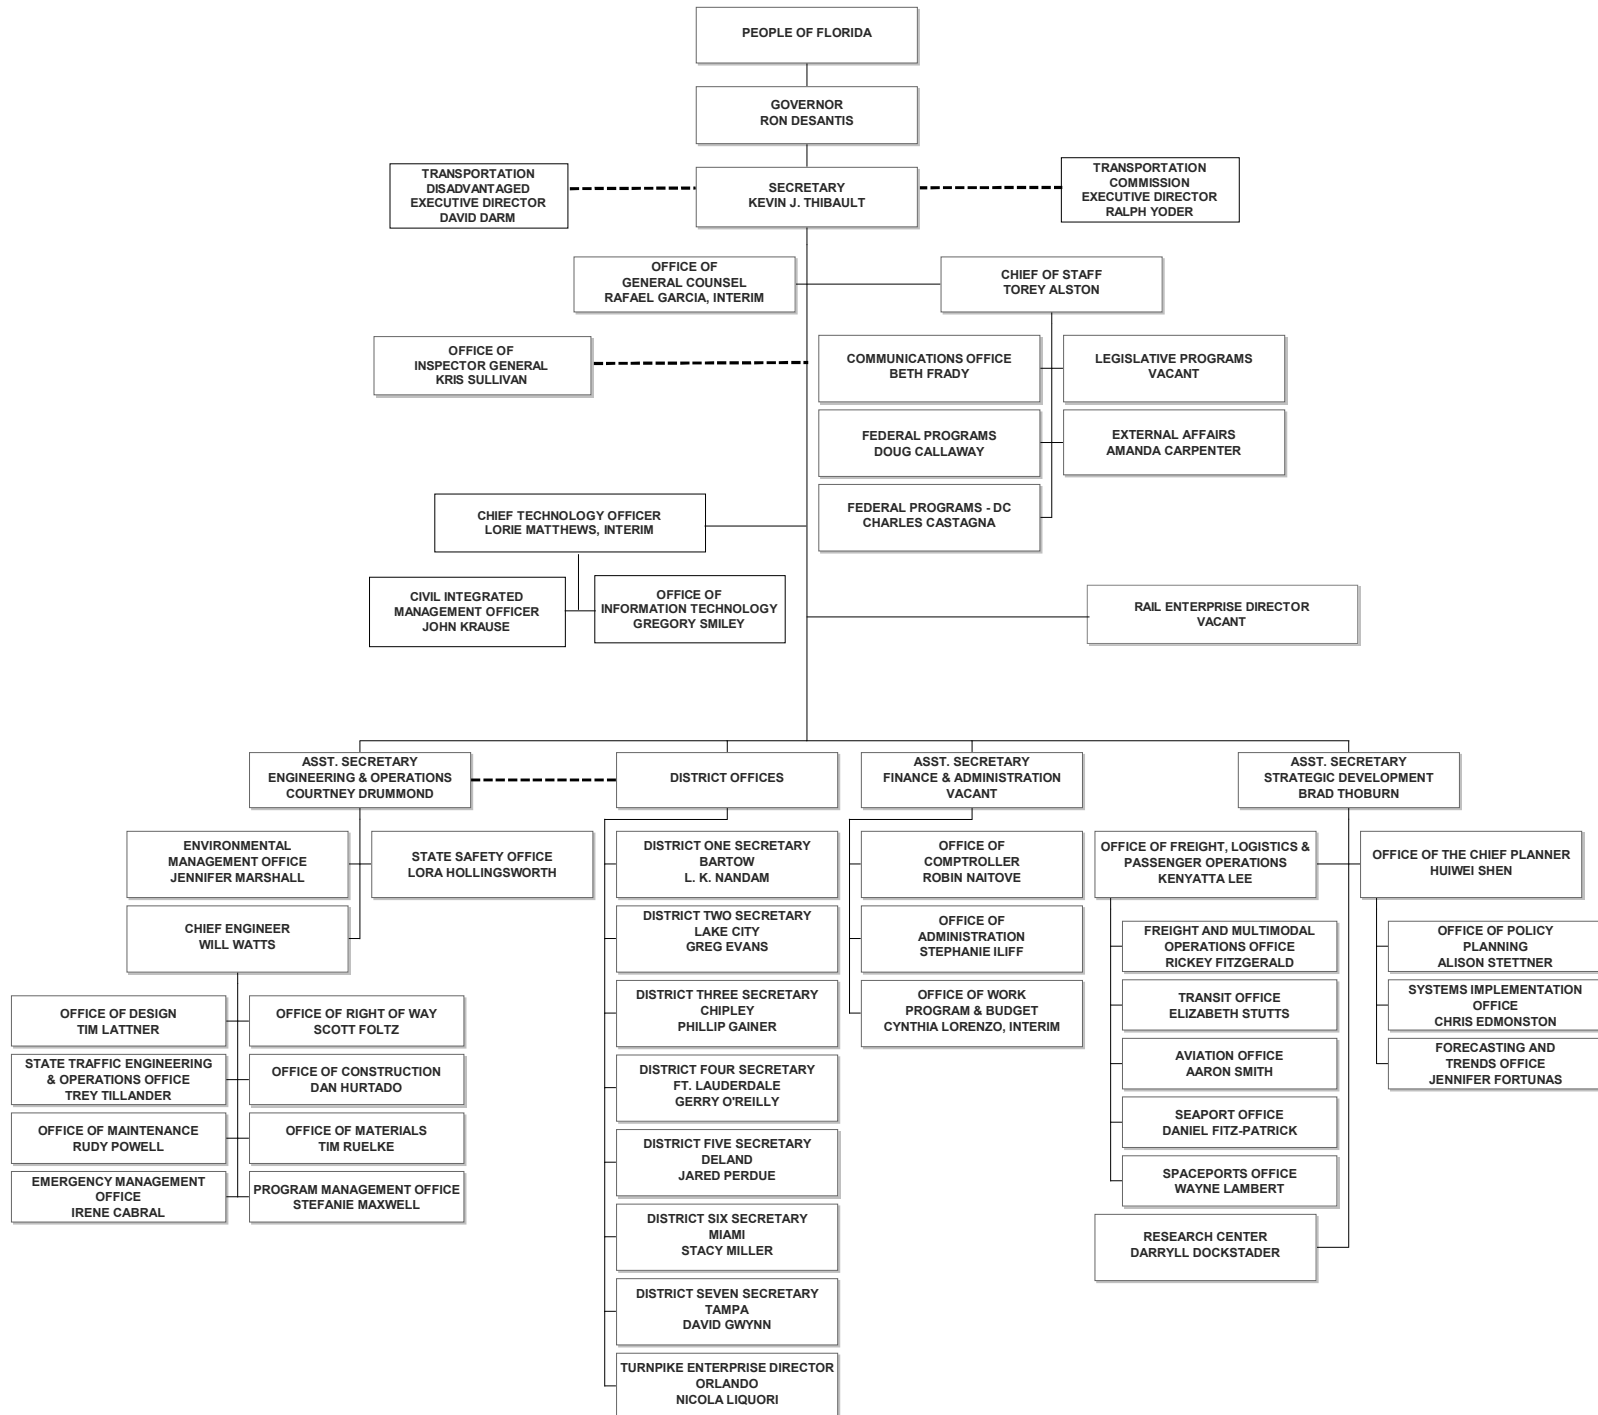 PEOPLE OF FLORIDA
GOVERNOR
RON DESANTIS
TRANSPORTATION
DISADVANTAGED
EXECUTIVE DIRECTOR
DAVID DARM
SECRETARY
KEVIN J. THIBAULT
TRANSPORTATION
COMMISSION
EXECUTIVE DIRECTOR
RALPH YODER
OFFICE OF
GENERAL COUNSEL
RAFAEL GARCIA, INTERIM
CHIEF OF STAFF
TOREY ALSTON
OFFICE OF
INSPECTOR GENERAL
KRIS SULLIVAN
COMMUNICATIONS OFFICE
BETH FRADY
LEGISLATIVE PROGRAMS
VACANT
FEDERAL PROGRAMS
DOUG CALLAWAY
EXTERNAL AFFAIRS
AMANDA CARPENTER
FEDERAL PROGRAMS - DC
CHARLES CASTAGNA
CHIEF TECHNOLOGY OFFICER
LORIE MATTHEWS, INTERIM
CIVIL INTEGRATED
MANAGEMENT OFFICER
JOHN KRAUSE
OFFICE OF
INFORMATION TECHNOLOGY
GREGORY SMILEY
RAIL ENTERPRISE DIRECTOR
VACANT
ASST. SECRETARY
ENGINEERING & OPERATIONS
COURTNEY DRUMMOND
DISTRICT OFFICES
ASST. SECRETARY
FINANCE & ADMINISTRATION
VACANT
ASST. SECRETARY
STRATEGIC DEVELOPMENT
BRAD THOBURN
ENVIRONMENTAL
MANAGEMENT OFFICE
JENNIFER MARSHALL
STATE SAFETY OFFICE
LORA HOLLINGSWORTH
CHIEF ENGINEER
WILL WATTS
OFFICE OF DESIGN
TIM LATTNER
OFFICE OF RIGHT OF WAY
SCOTT FOLTZ
STATE TRAFFIC ENGINEERING
& OPERATIONS OFFICE
TREY TILLANDER
OFFICE OF CONSTRUCTION
DAN HURTADO
OFFICE OF MAINTENANCE
RUDY POWELL
OFFICE OF MATERIALS
TIM RUELKE
EMERGENCY MANAGEMENT
OFFICE
IRENE CABRAL
PROGRAM MANAGEMENT OFFICE
STEFANIE MAXWELL
DISTRICT ONE SECRETARY
BARTOW
L. K. NANDAM
DISTRICT TWO SECRETARY
LAKE CITY
GREG EVANS
DISTRICT THREE SECRETARY
CHIPLEY
PHILLIP GAINER
DISTRICT FOUR SECRETARY
FT. LAUDERDALE
GERRY O'REILLY
DISTRICT FIVE SECRETARY
DELAND
JARED PERDUE
DISTRICT SIX SECRETARY
MIAMI
STACY MILLER
DISTRICT SEVEN SECRETARY
TAMPA
DAVID GWYNN
TURNPIKE ENTERPRISE DIRECTOR
ORLANDO
NICOLA LIQUORI
OFFICE OF
COMPTROLLER
ROBIN NAITOVE
OFFICE OF
ADMINISTRATION
STEPHANIE ILIFF
OFFICE OF WORK
PROGRAM & BUDGET
CYNTHIA LORENZO, INTERIM
OFFICE OF FREIGHT, LOGISTICS &
PASSENGER OPERATIONS
KENYATTA LEE
OFFICE OF THE CHIEF PLANNER
HUIWEI SHEN
FREIGHT AND MULTIMODAL
OPERATIONS OFFICE
RICKEY FITZGERALD
TRANSIT OFFICE
ELIZABETH STUTTS
AVIATION OFFICE
AARON SMITH
SEAPORT OFFICE
DANIEL FITZ-PATRICK
SPACEPORTS OFFICE
WAYNE LAMBERT
OFFICE OF POLICY
PLANNING
ALISON STETTNER
SYSTEMS IMPLEMENTATION
OFFICE
CHRIS EDMONSTON
FORECASTING AND
TRENDS OFFICE
JENNIFER FORTUNAS
RESEARCH CENTER
DARRYLL DOCKSTADER